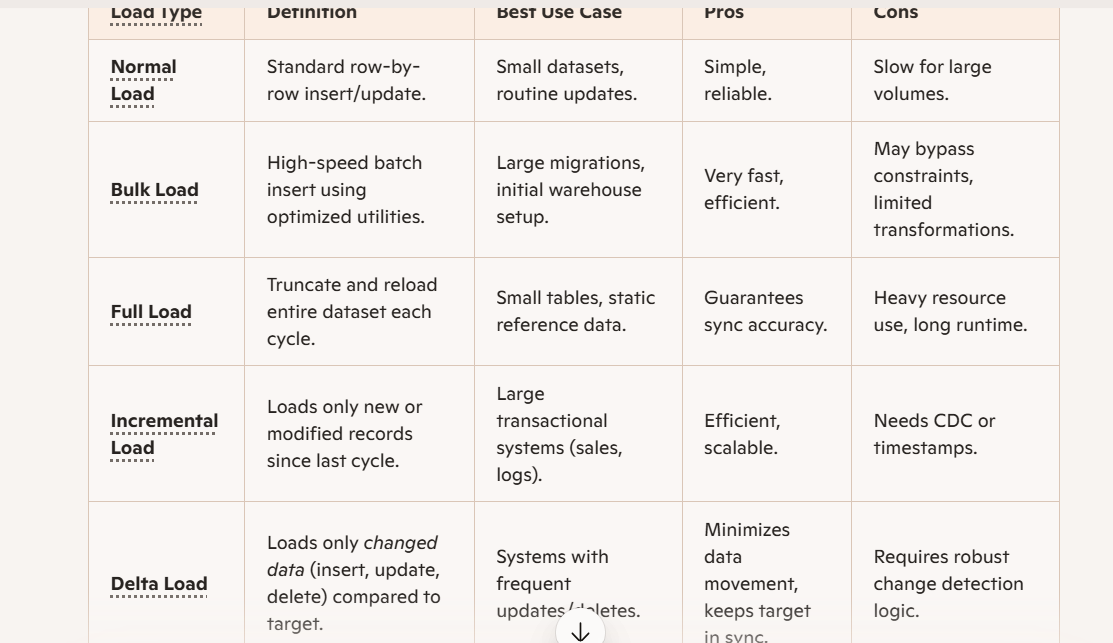 Load Type
Definition
Best Use Case
Pros
Cons
Normal
Load
Standard row-by-
row insert/update.
Small datasets,
routine updates.
Simple,
reliable.
Slow for large
volumes.
Bulk Load
High-speed batch
insert using
optimized utilities.
Large migrations,
initial warehouse
setup.
Very fast,
efficient.
May bypass
constraints,
limited
transformations.
Full Load
Truncate and reload
entire dataset each
cycle.
Small tables, static
reference data.
Guarantees
sync accuracy.
Heavy resource
use, long runtime.
Incremental
Load
Loads only new or
modified records
since last cycle.
Large
transactional
systems (sales,
logs).
Efficient,
scalable.
Needs CDC or
timestamps.
Delta Load
Loads only changed
data (insert, update,
delete) compared to
target.
Systems with
frequent
updates/deletes.
Minimizes
data
movement,
keeps target
in sync.
Requires robust
change detection
logic.